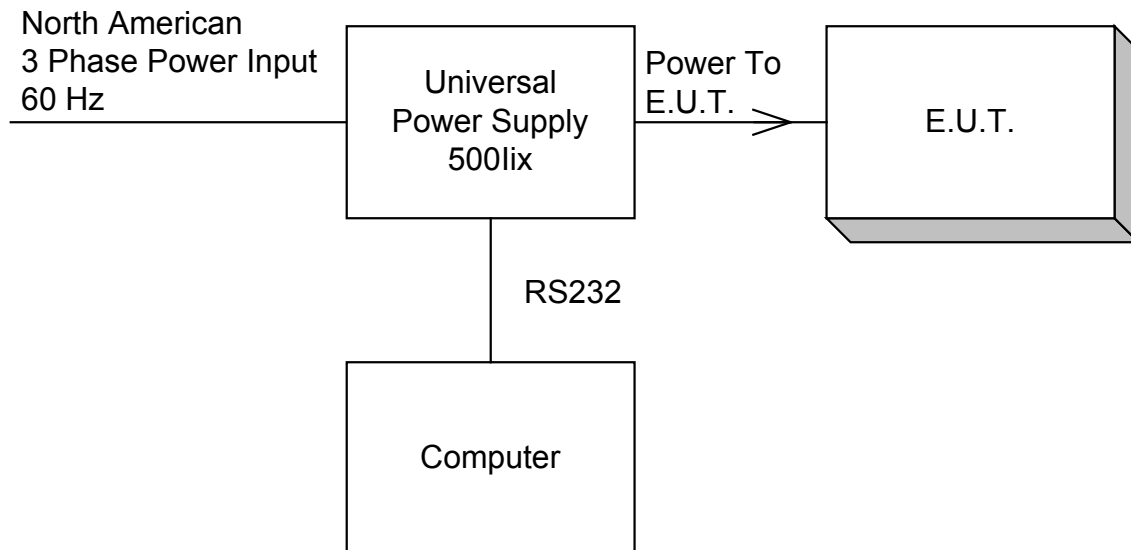 North American
3 Phase Power Input
60 Hz
Universal
Power Supply
500Iix
Power To
E.U.T.
E.U.T.
RS232
Computer